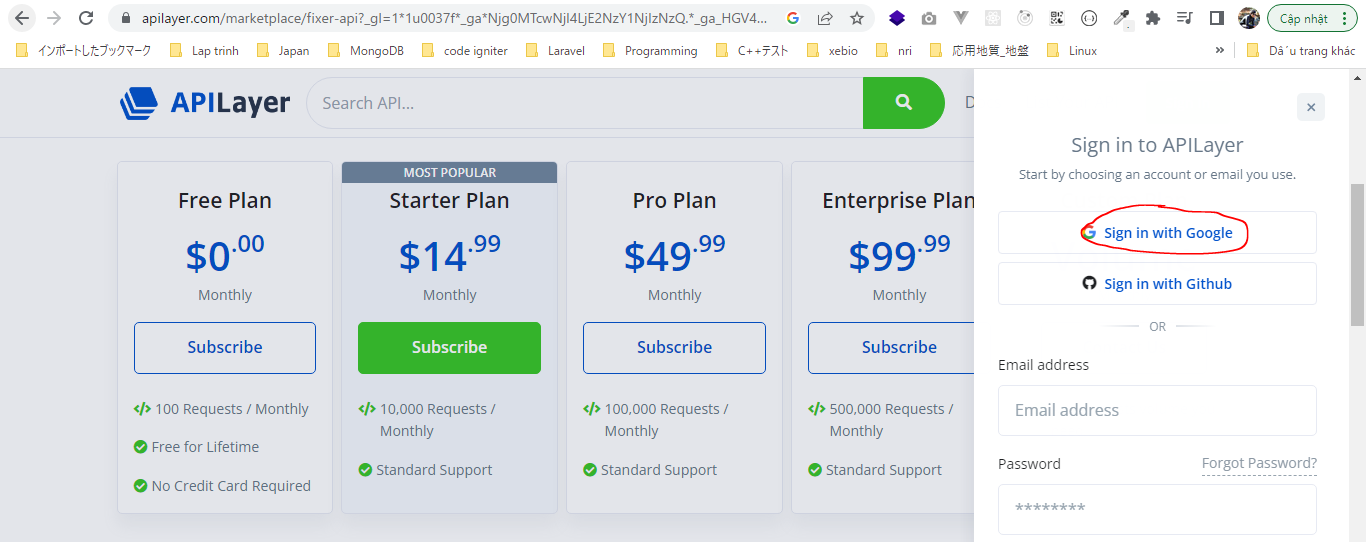 apilayer.com/marketplace/fixer-api?_gl=1*1u0037f*_ga*Njg0MTcwNjI4LjE2NzY1NjIzNzQ.*_ga_HGV4...
Cập nhật
インポートしたブックマーク Lap trinh Japan MongoDB code igniter Laravel Programming C++テスト xebio nri 応用地質_地盤 Linux » Dấu trang khác
APILayer
Search API...
D
Free Plan
$0.00
Monthly
Subscribe
100 Requests / Monthly
Free for Lifetime
No Credit Card Required
MOST POPULAR
Starter Plan
$14.99
Monthly
Subscribe
10,000 Requests /
Monthly
Standard Support
Pro Plan
$49.99
Monthly
Subscribe
100,000 Requests /
Monthly
Standard Support
Enterprise Plan
$99.99
Monthly
Subscribe
500,000 Requests /
Monthly
Standard Support
×
Sign in to APILayer
Start by choosing an account or email you use.
Sign in with Google
Sign in with Github
OR
Email address
Email address
Password Forgot Password?
********